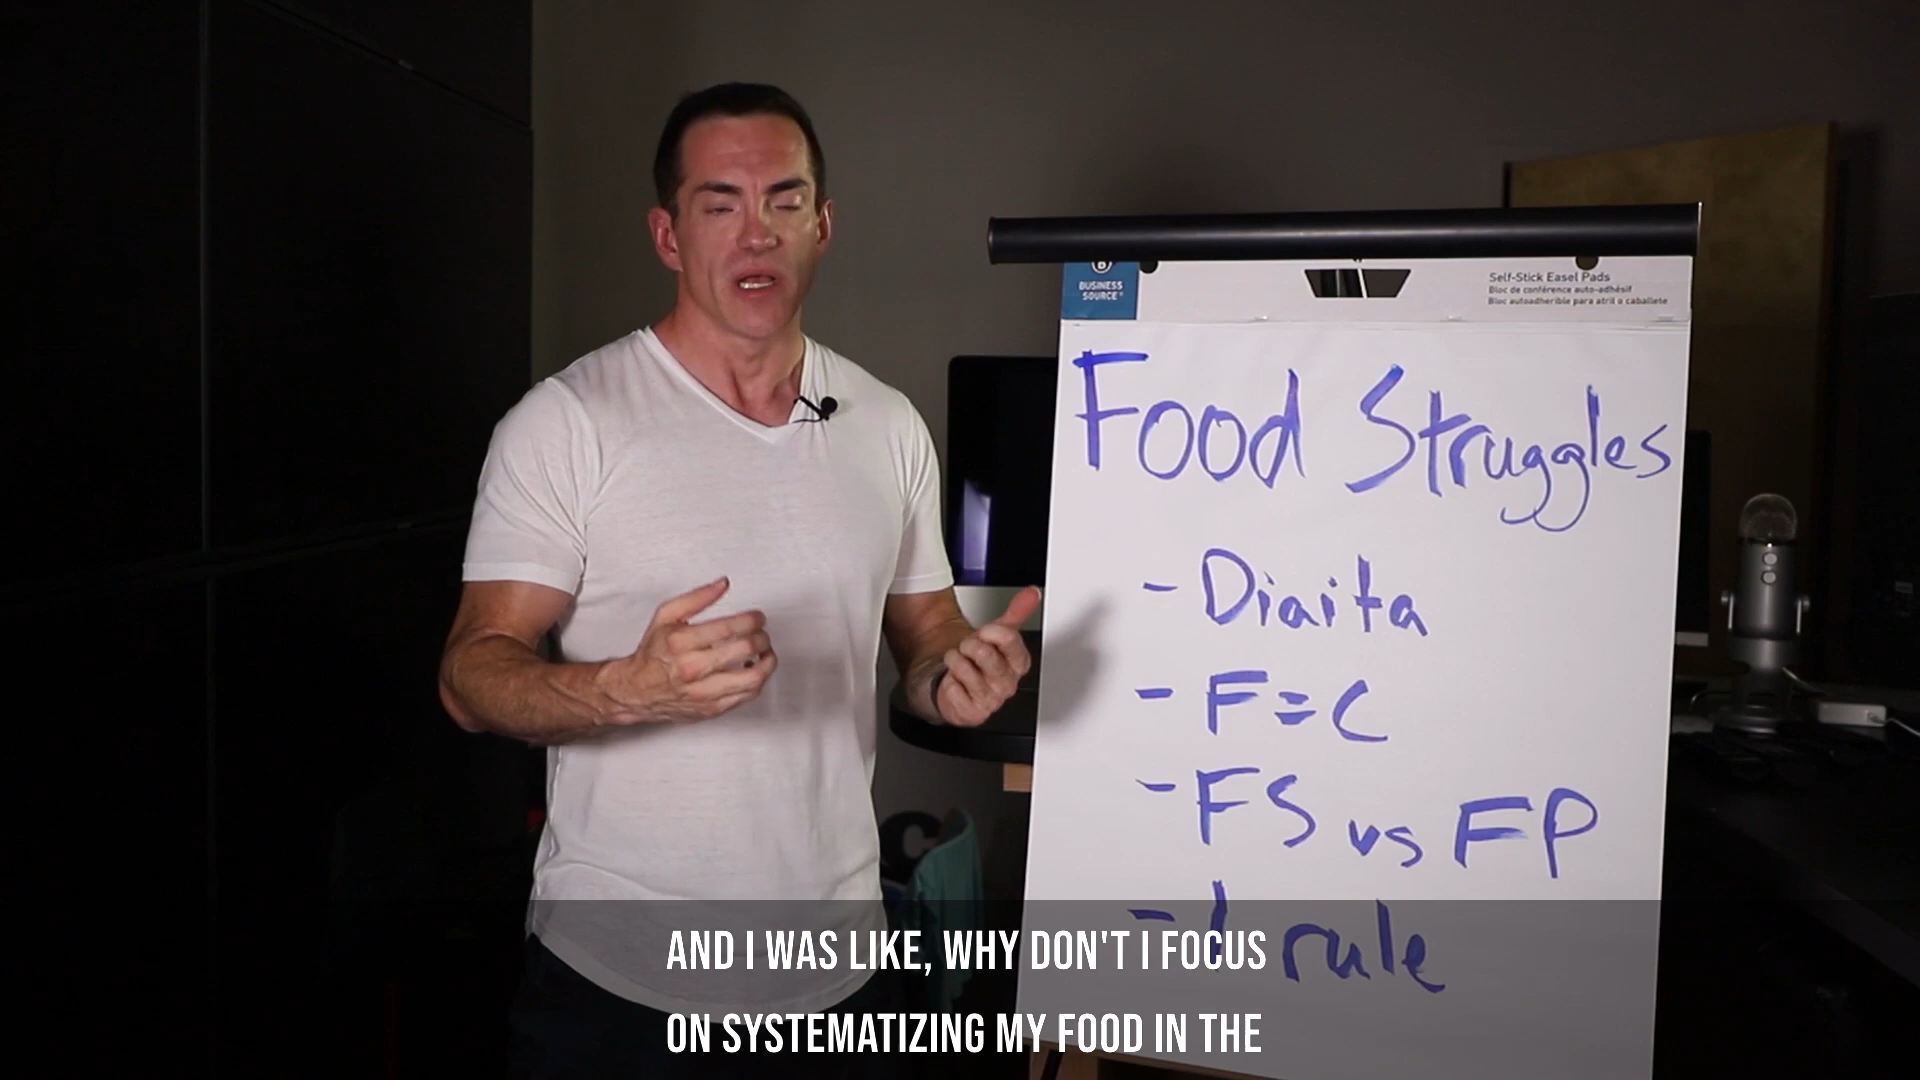 BUSINESS
SOURCE
Self-Stick Easel Pads
Bloc de conférence auto-adhésif
Bloc autoadherible para atril o caballete
Food Struggles
- Diaita
- F=C
- FS vs FP
- 1 rule
AND I WAS LIKE, WHY DON'T I FOCUS
ON SYSTEMATIZING MY FOOD IN THE